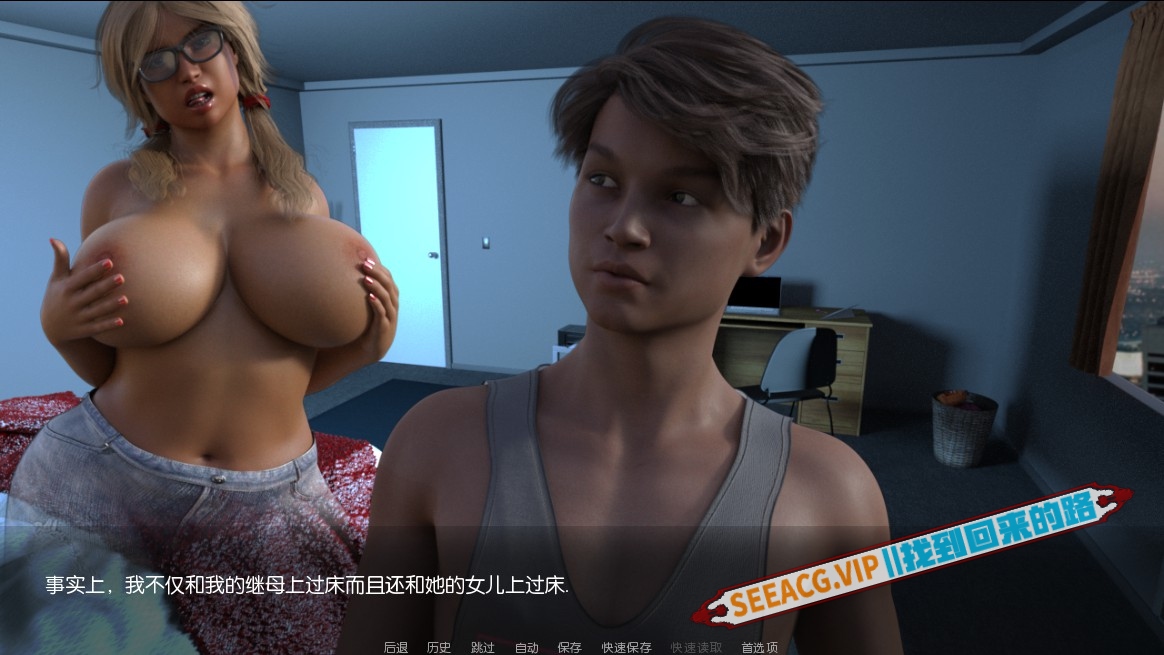 SEEACG.VIP||找到回来的路
事实上，我不仅和我的继母上过床而且还和她的女儿上过床.
后退 历史 跳过 自动 保存 快速保存 快速读取 首选项